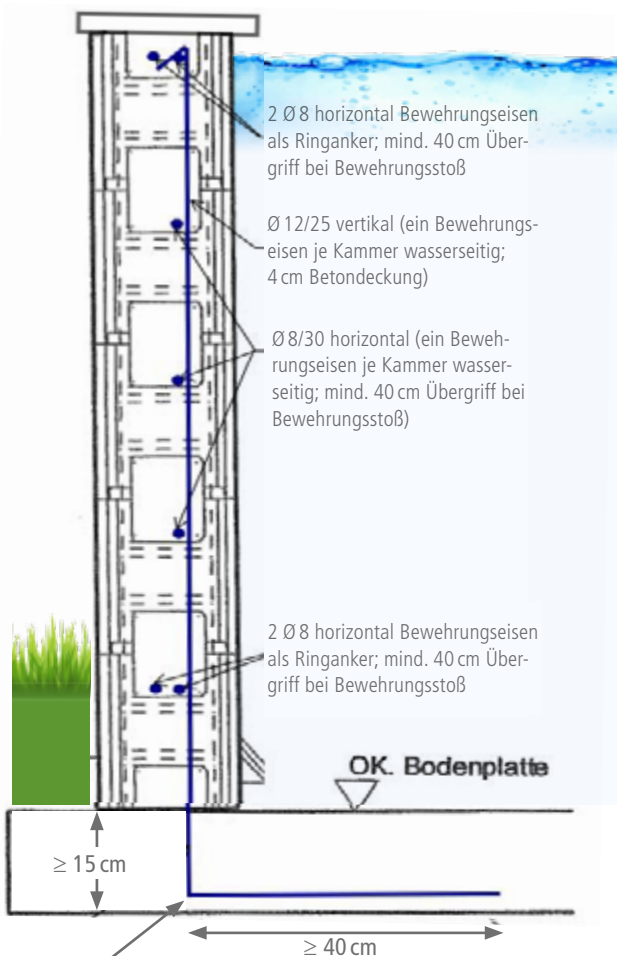 2 Ø 8 horizontal Bewehrungseisen
als Ringanker; mind. 40 cm Über-
griff bei Bewehrungsstoß
Ø 12/25 vertikal (ein Bewehrungs-
eisen je Kammer wasserseitig;
4 cm Betondeckung)
Ø 8/30 horizontal (ein Beweh-
rungseisen je Kammer wasser-
seitig; mind. 40 cm Übergriff bei
Bewehrungsstoß)
2 Ø 8 horizontal Bewehrungseisen
als Ringanker; mind. 40 cm Über-
griff bei Bewehrungsstoß
OK. Bodenplatte
≥ 15 cm
≥ 40 cm